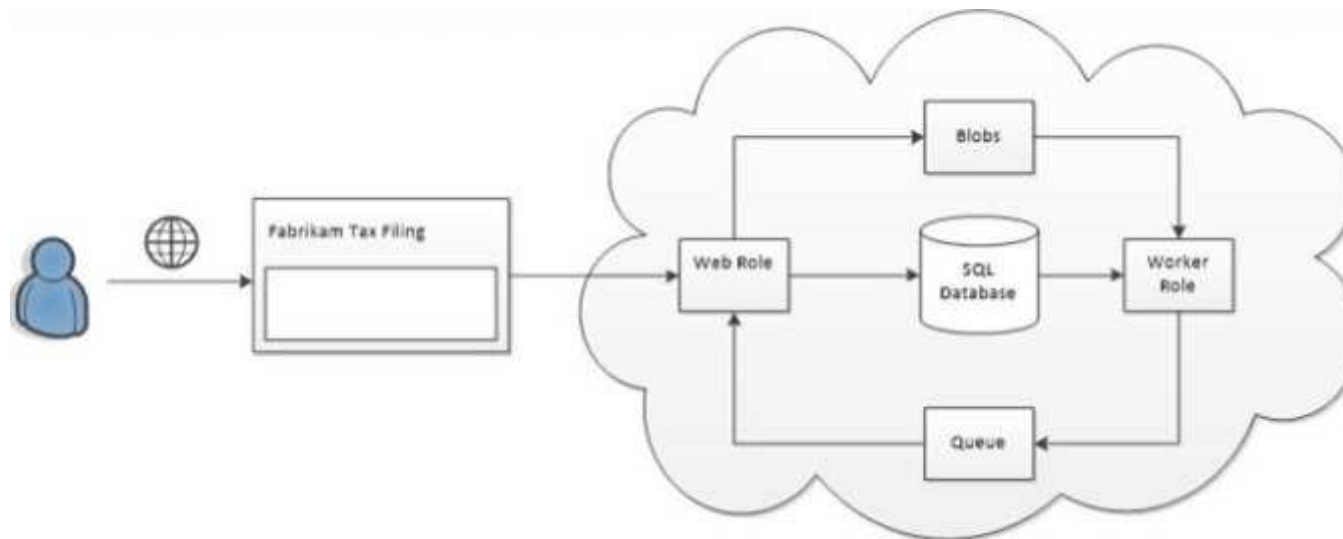 Fabrikam Tax Filing
Blobs
Web Role
SQL
Database
Worker
Role
Queue